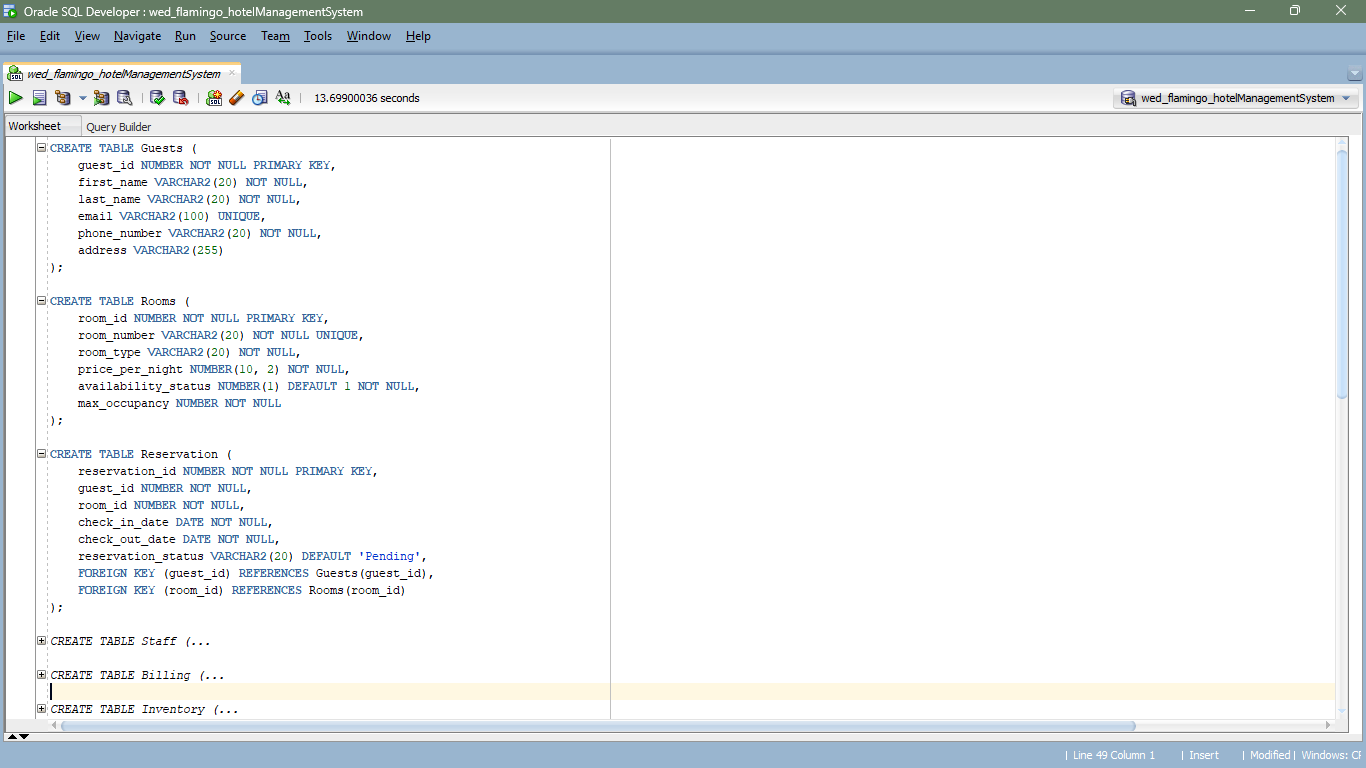 Oracle SQL Developer : wed_flamingo_hotelManagementSystem
File Edit View Navigate Run Source Team Tools Window Help
wed_flamingo_hotelManagementSystem
13.69900036 seconds
wed_flamingo_hotelManagementSystem
Worksheet Query Builder
CREATE TABLE Guests (
guest_id NUMBER NOT NULL PRIMARY KEY,
first_name VARCHAR2(20) NOT NULL,
last_name VARCHAR2(20) NOT NULL,
email VARCHAR2(100) UNIQUE,
phone_number VARCHAR2(20) NOT NULL,
address VARCHAR2(255)
);
CREATE TABLE Rooms (
room_id NUMBER NOT NULL PRIMARY KEY,
room_number VARCHAR2(20) NOT NULL UNIQUE,
room_type VARCHAR2(20) NOT NULL,
price_per_night NUMBER(10, 2) NOT NULL,
availability_status NUMBER(1) DEFAULT 1 NOT NULL,
max_occupancy NUMBER NOT NULL
);
CREATE TABLE Reservation (
reservation_id NUMBER NOT NULL PRIMARY KEY,
guest_id NUMBER NOT NULL,
room_id NUMBER NOT NULL,
check_in_date DATE NOT NULL,
check_out_date DATE NOT NULL,
reservation_status VARCHAR2(20) DEFAULT 'Pending',
FOREIGN KEY (guest_id) REFERENCES Guests(guest_id),
FOREIGN KEY (room_id) REFERENCES Rooms(room_id)
);
CREATE TABLE Staff (...
CREATE TABLE Billing (...
CREATE TABLE Inventory (...
Line 49 Column 1 | Insert | Modified | Windows: C